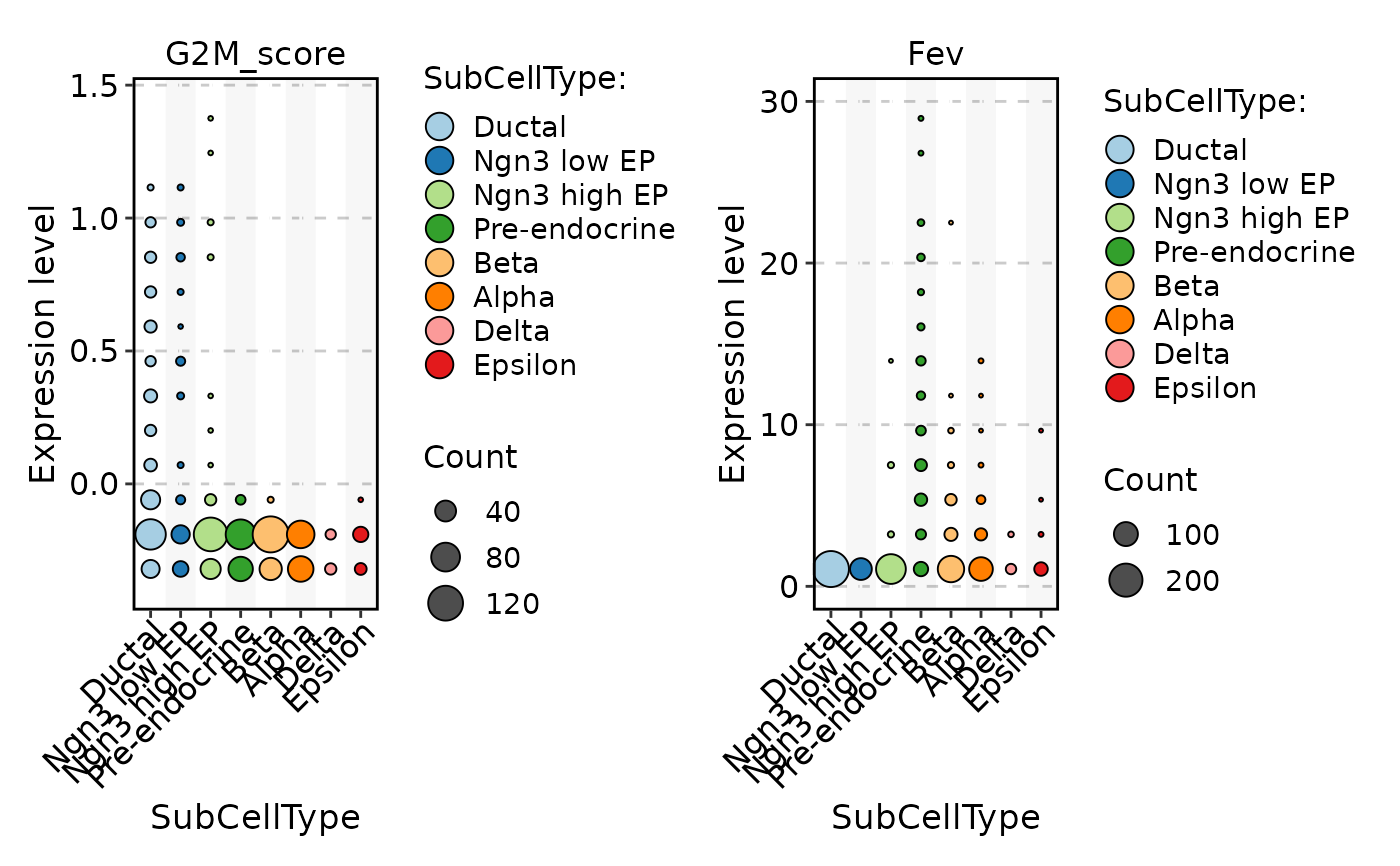 G2M_score
Expression level
1.5
1.0
0.5
0.0
Ductal
Ngn3 low EP
Ngn3 high EP
Pre-endocrine
Beta
Alpha
Delta
Epsilon
SubCellType
SubCellType:
Ductal
Ngn3 low EP
Ngn3 high EP
Pre-endocrine
Beta
Alpha
Delta
Epsilon
Count
40
80
120
Fev
Expression level
30
20
10
0
Ductal
Ngn3 low EP
Ngn3 high EP
Pre-endocrine
Beta
Alpha
Delta
Epsilon
SubCellType
SubCellType:
Ductal
Ngn3 low EP
Ngn3 high EP
Pre-endocrine
Beta
Alpha
Delta
Epsilon
Count
100
200